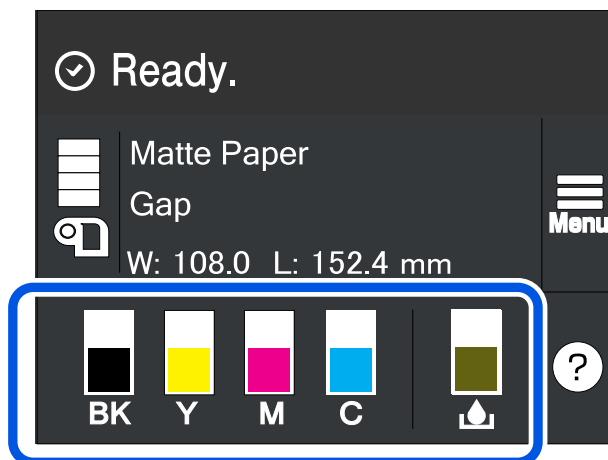 Ready.
Matte Paper
Gap
W: 108.0 L: 152.4 mm
Menu
BK Y M C
?